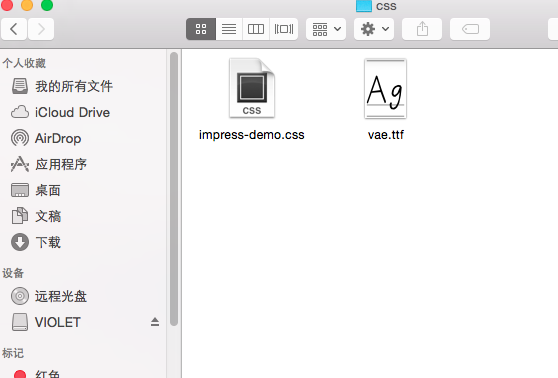 css
个人收藏
我的所有文件
iCloud Drive
AirDrop
应用程序
桌面
文稿
下载
设备
远程光盘
VIOLET
标记
红色
CSS
impress-demo.css
Ag
vae.ttf